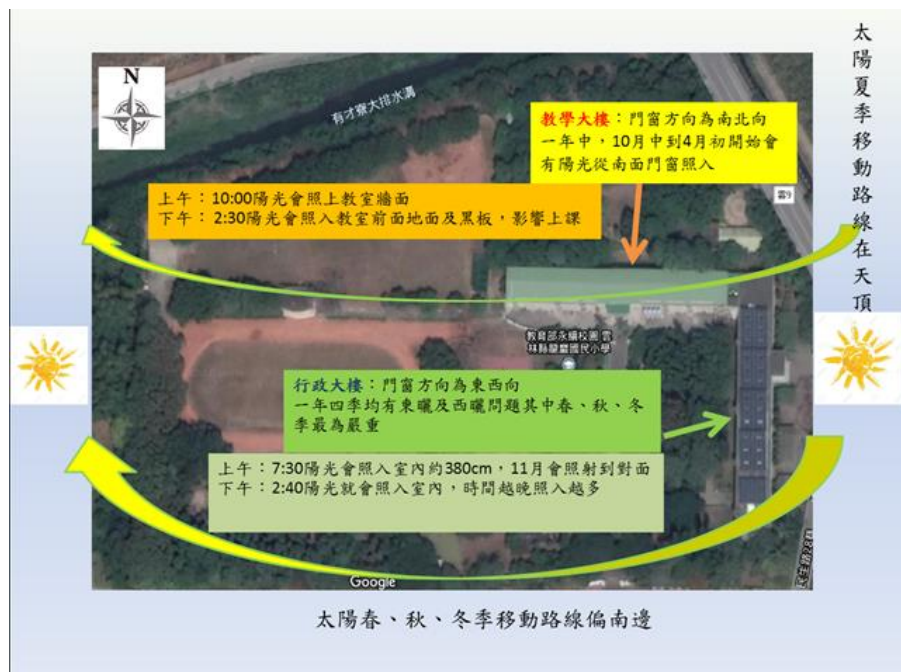 太陽夏季移動路線在天頂
N
有才寮大排水溝
教學大樓：門窗方向為南北向
一年中，10月中到4月初開始會
有陽光從南面門窗照入
雲9
上午：10:00陽光會照上教室牆面
下午：2:30陽光會照入教室前面地面及黑板，影響上課
教育部永續校園 雲
林縣龍巖國民小學
行政大樓：門窗方向為東西向
一年四季均有東曬及西曬問題其中春、秋、冬
季最為嚴重
上午：7:30陽光會照入室內約380cm，11月會照射到對面
下午：2:40陽光就會照入室內，時間越晚照入越多
Google
太陽春、秋、冬季移動路線偏南邊